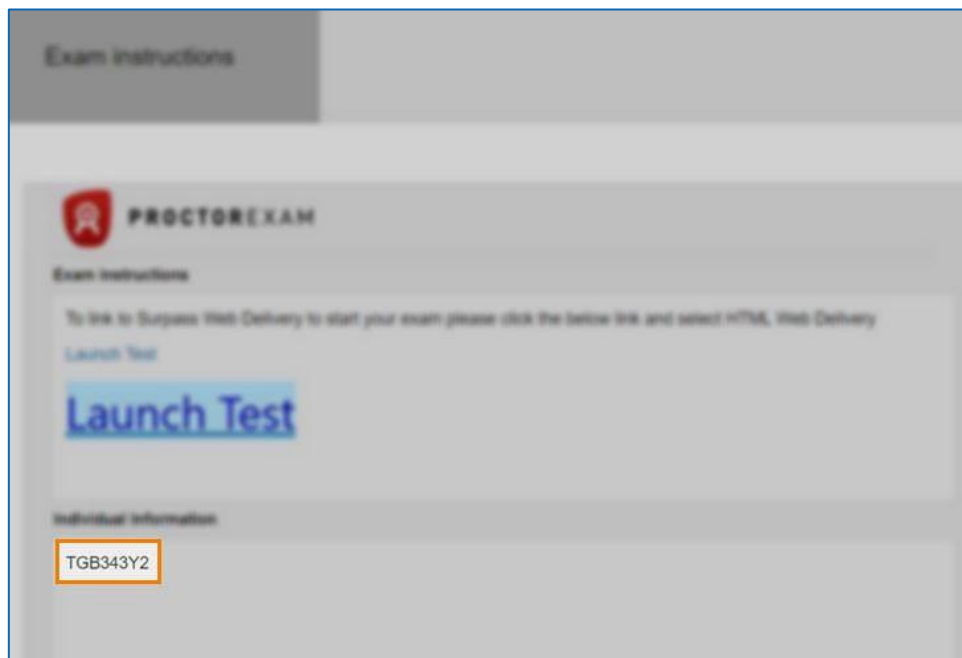 Exam instructions
PROCTOREXAM
Exam Instructions
To link to Surpass Web Delivery to start your exam please click the below link and select HTML Web Delivery
Launch Test
Launch Test
Individual Information
TGB343Y2